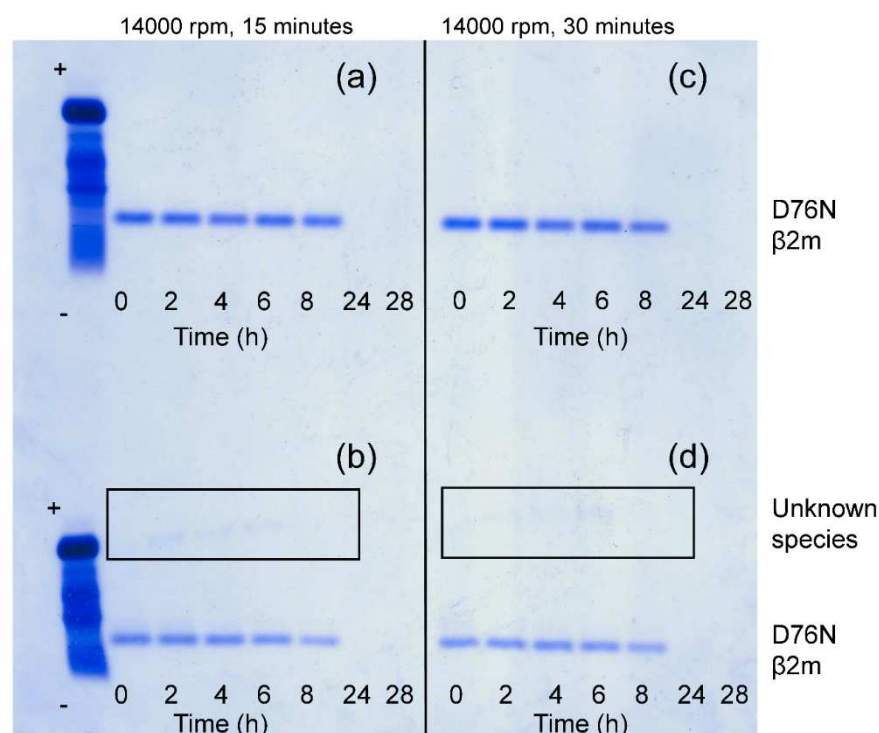 14000 rpm, 15 minutes
14000 rpm, 30 minutes
+
(a)
(c)
D76N
β2m
0 2 4 6 8 24 28
0 2 4 6 8 24 28
-
Time (h)
Time (h)
(b)
(d)
+
Unknown
species
D76N
β2m
0 2 4 6 8 24 28
0 2 4 6 8 24 28
-
Time (h)
Time (h)